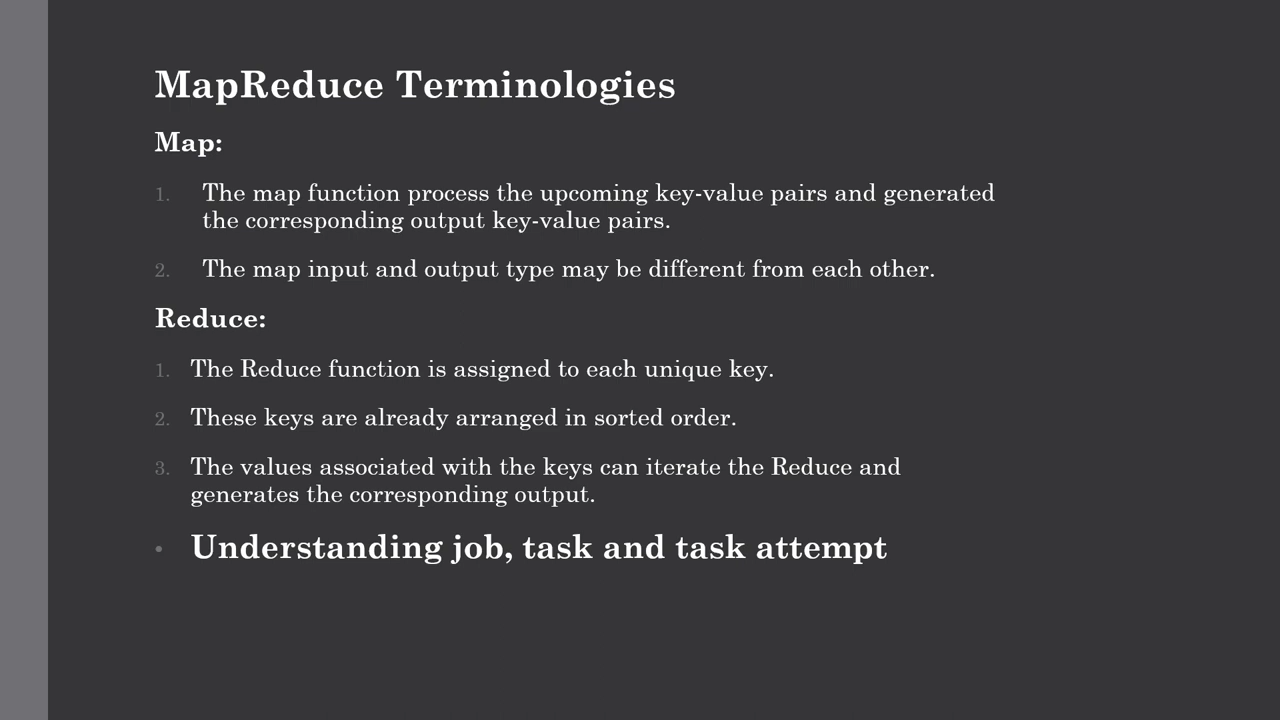 MapReduce Terminologies
Map:
1. The map function process the upcoming key-value pairs and generated
the corresponding output key-value pairs.
2. The map input and output type may be different from each other.
Reduce:
1. The Reduce function is assigned to each unique key.
2. These keys are already arranged in sorted order.
3. The values associated with the keys can iterate the Reduce and
generates the corresponding output.
• Understanding job, task and task attempt